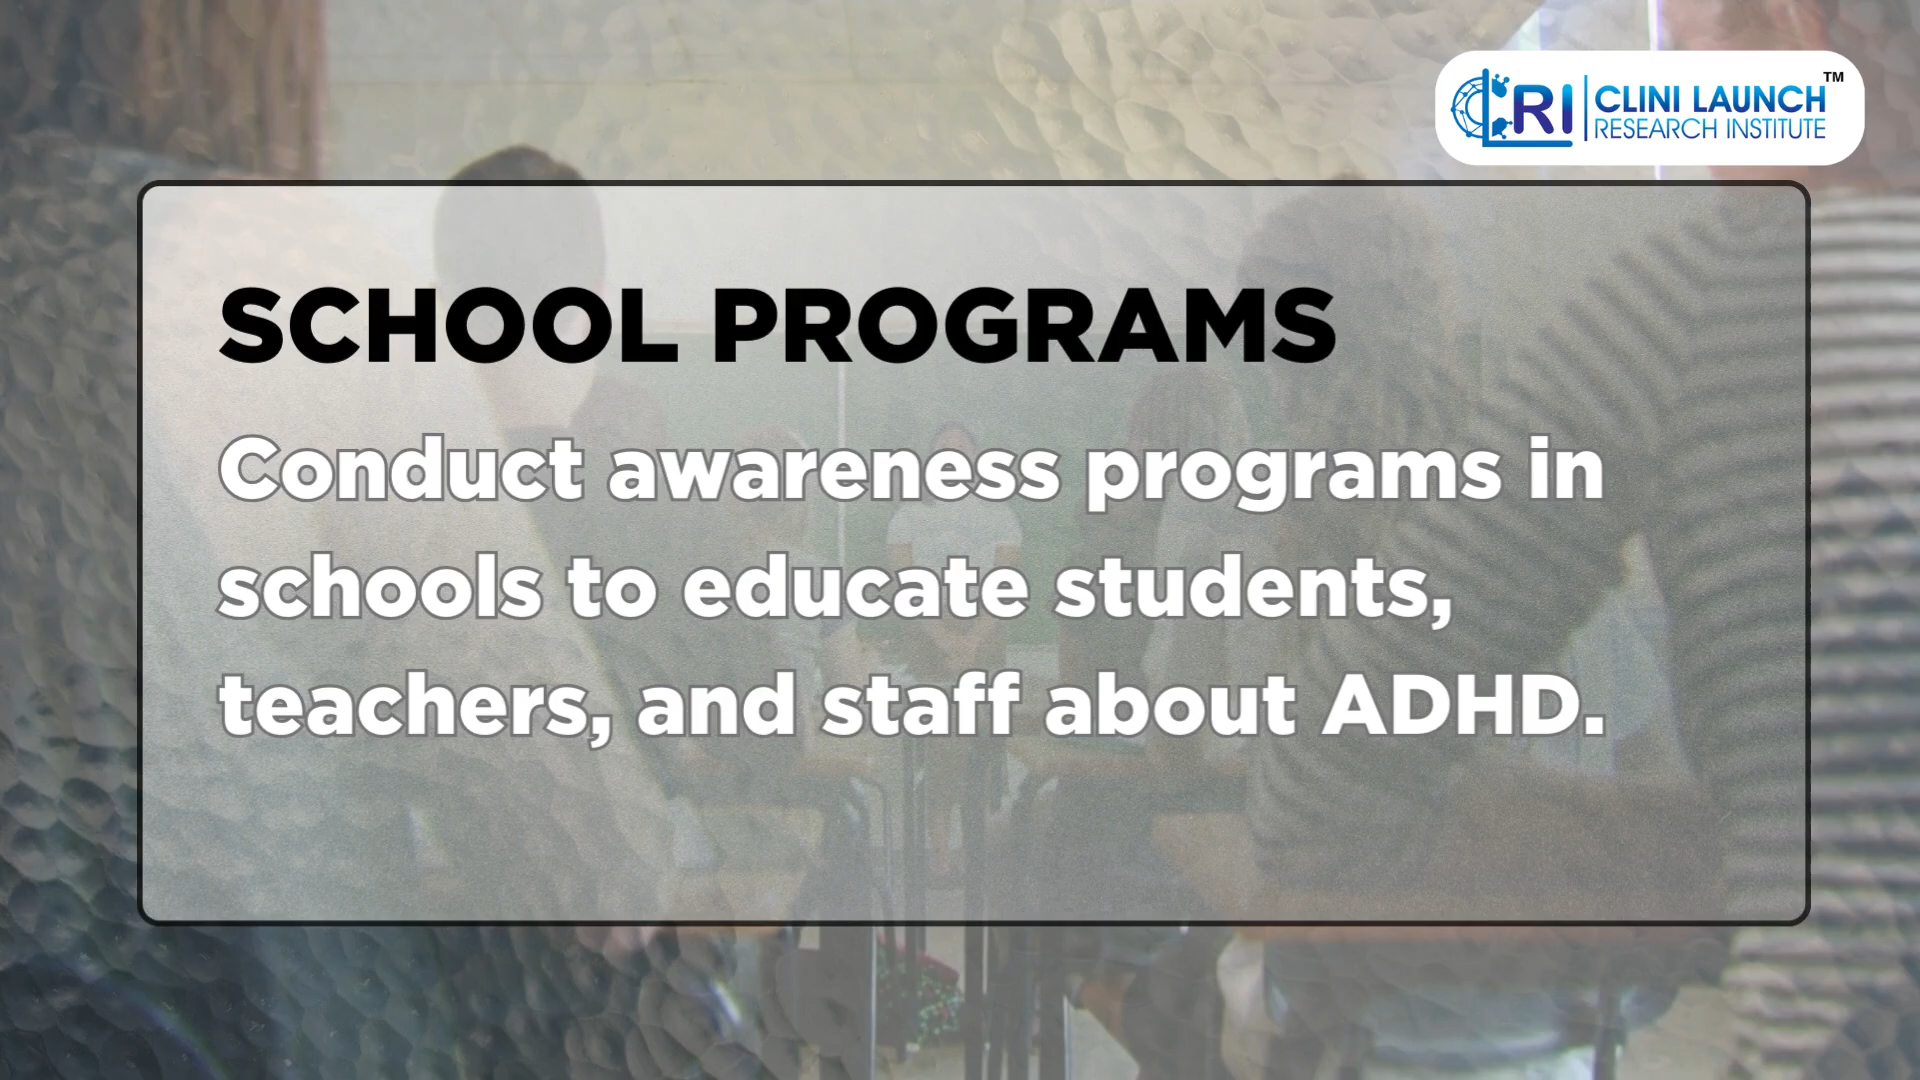 CRI CLINI LAUNCH™
RESEARCH INSTITUTE
SCHOOL PROGRAMS
Conduct awareness programs in
schools to educate students,
teachers, and staff about ADHD.